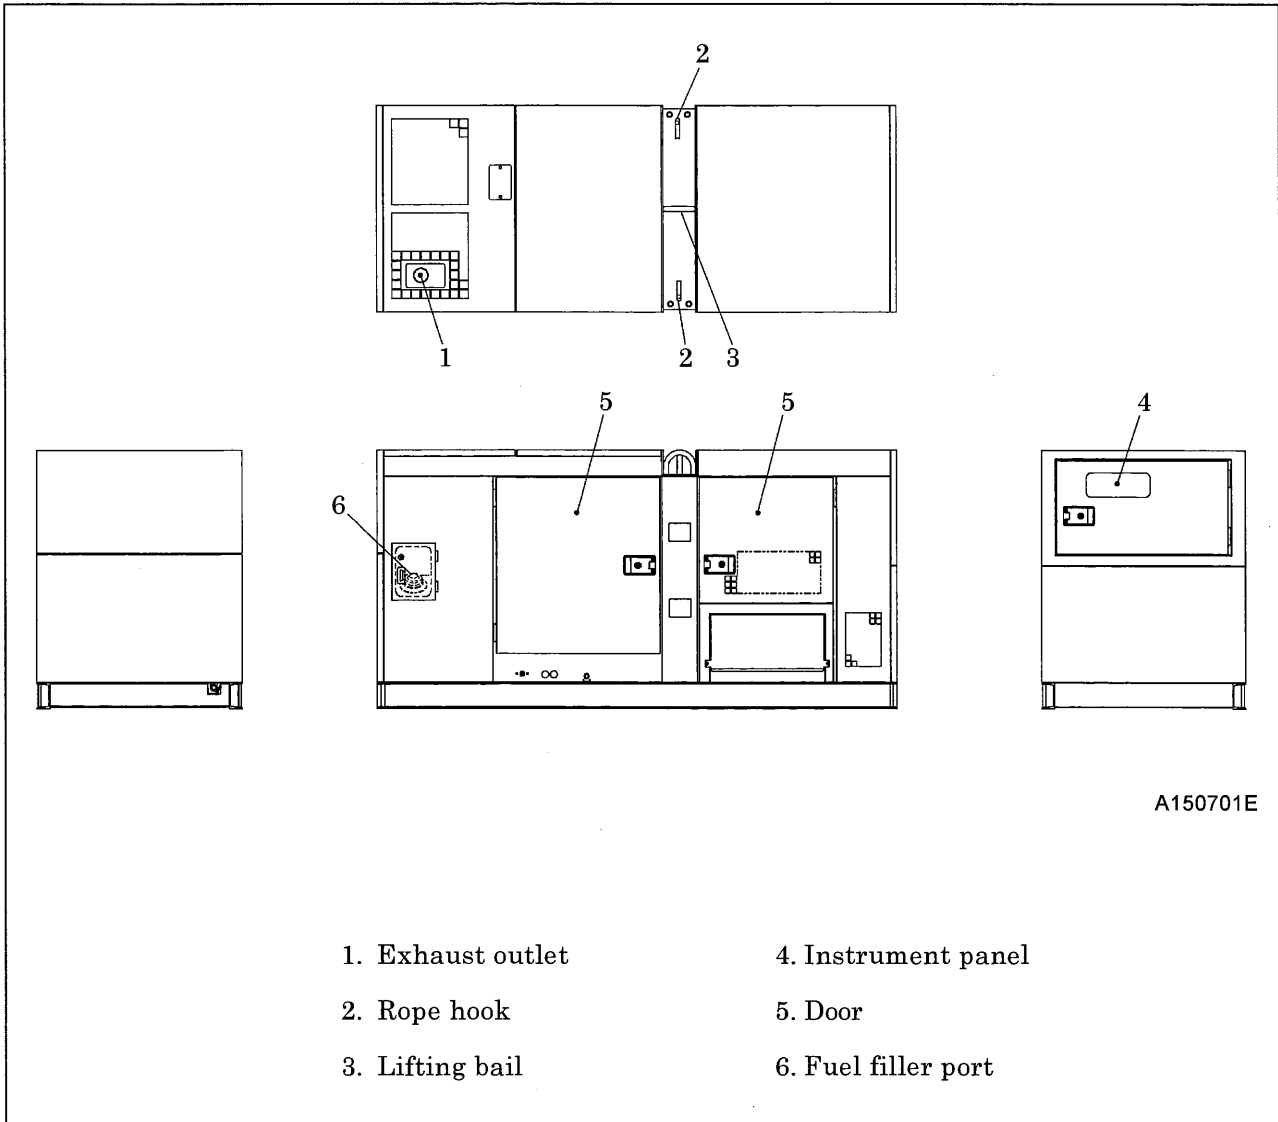 2
1
2
3
5
5
4
6
A150701E
1. Exhaust outlet
2. Rope hook
3. Lifting bail
4. Instrument panel
5. Door
6. Fuel filler port